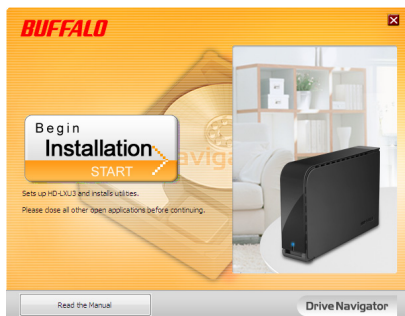 BUFFALO
Begin
Installation
START
Sets up HD-LXU3 and installs utilities.
Please close all other open applications before continuing.
Read the Manual
DriveNavigator